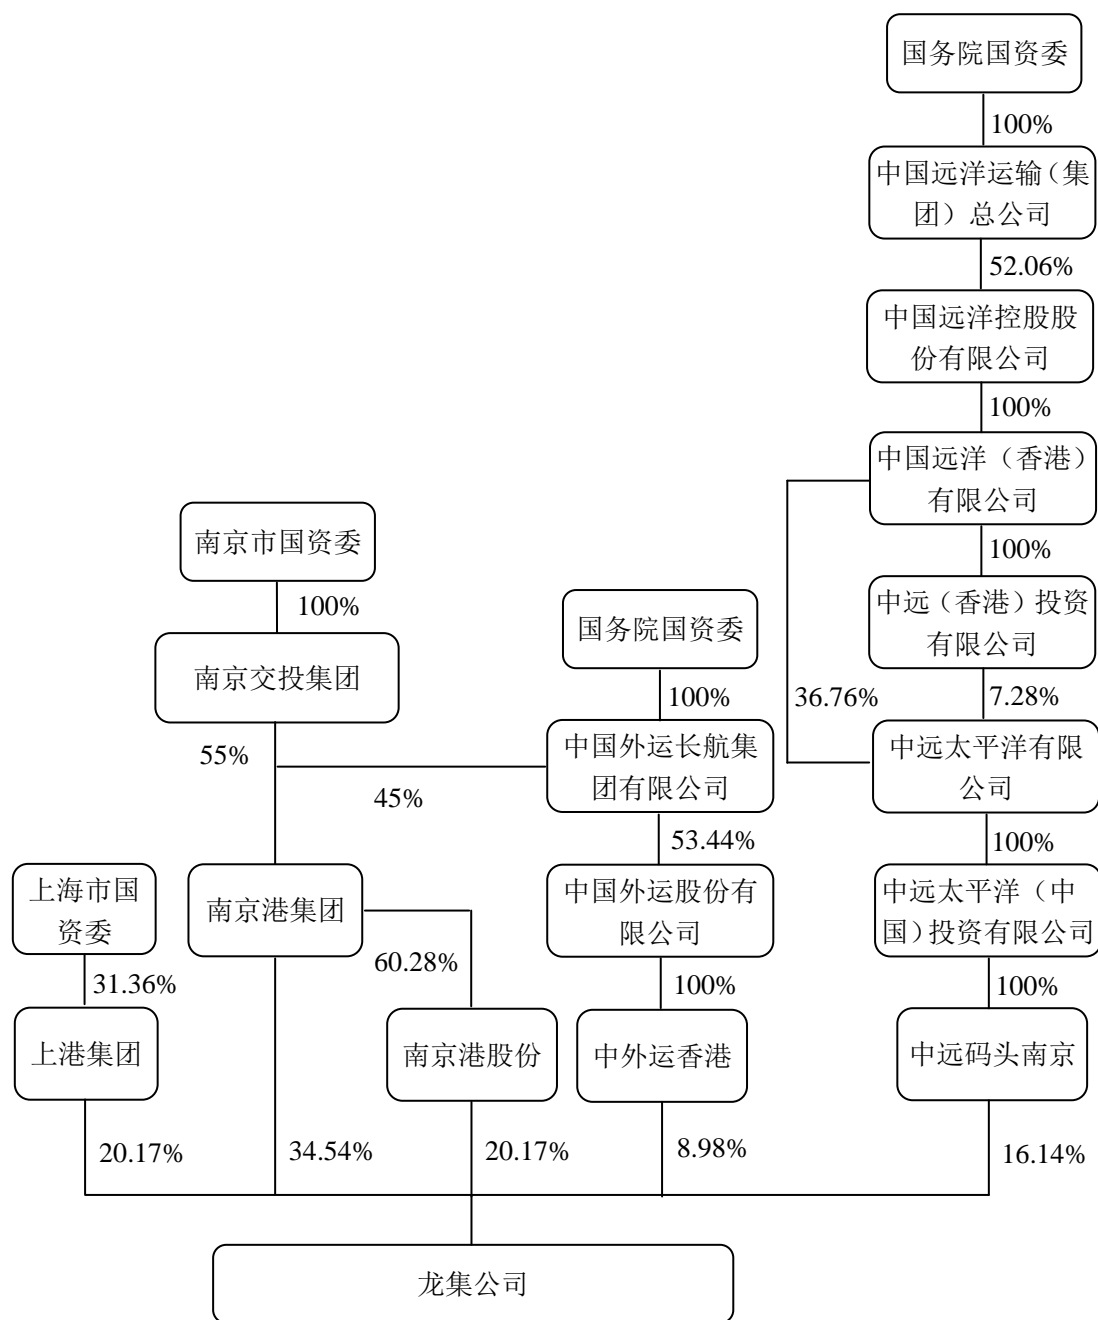 国务院国资委
100%
中国远洋运输（集
团）总公司
52.06%
中国远洋控股股
份有限公司
100%
中国远洋（香港）
有限公司
100%
南京市国资委
100%
中远（香港）投资
有限公司
国务院国资委
南京交投集团
100%
36.76%
7.28%
55%
中国外运长航集
团有限公司
中远太平洋有限
公司
45%
53.44%
100%
上海市国
资委
南京港集团
中国外运股份有
限公司
中远太平洋（中
国）投资有限公司
31.36%
60.28%
100%
100%
上港集团
南京港股份
中外运香港
中远码头南京
20.17%
34.54%
20.17%
8.98%
16.14%
龙集公司